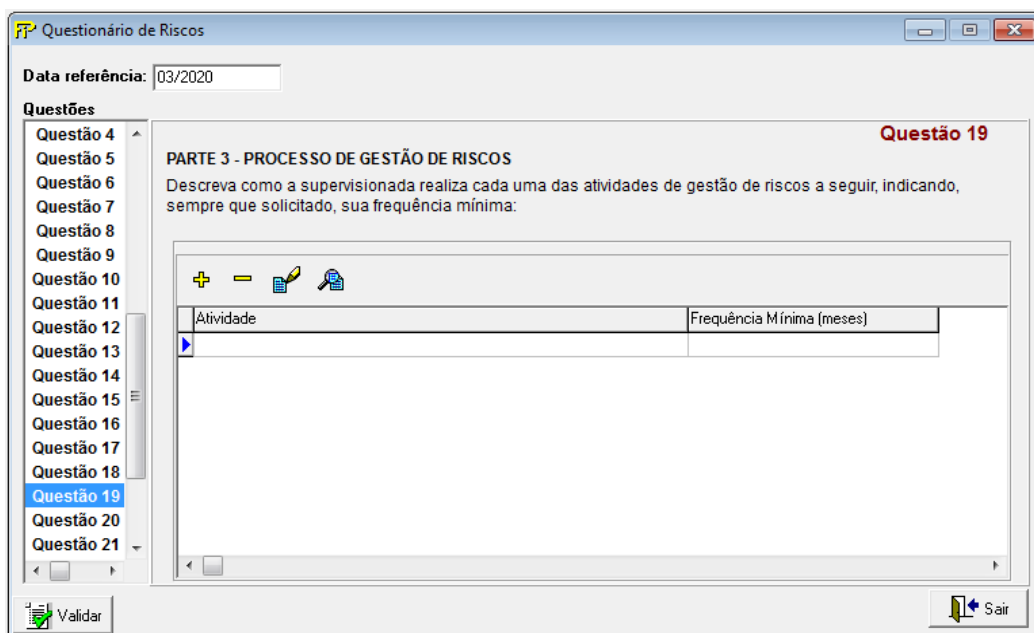 FIP Questionário de Riscos
Data referência: 03/2020
Questões
Questão 4
Questão 5
Questão 6
Questão 7
Questão 8
Questão 9
Questão 10
Questão 11
Questão 12
Questão 13
Questão 14
Questão 15
Questão 16
Questão 17
Questão 18
Questão 19
Questão 20
Questão 21
Questão 19
PARTE 3 - PROCESSO DE GESTÃO DE RISCOS
Descreva como a supervisionada realiza cada uma das atividades de gestão de riscos a seguir, indicando,
sempre que solicitado, sua frequência mínima:
Atividade
Frequência Mínima (meses)
Validar
Sair